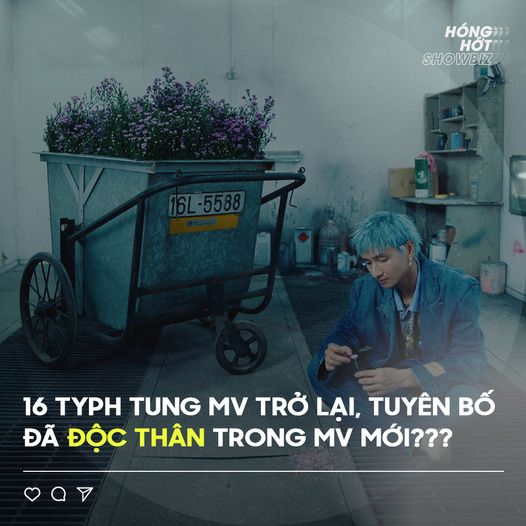 HÓNG
HỚT
SHOWBIZ
16L-5588
16 TYPH TUNG MV TRỞ LẠI, TUYÊN BỐ
ĐÃ ĐỘC THÂN TRONG MV MỚI???